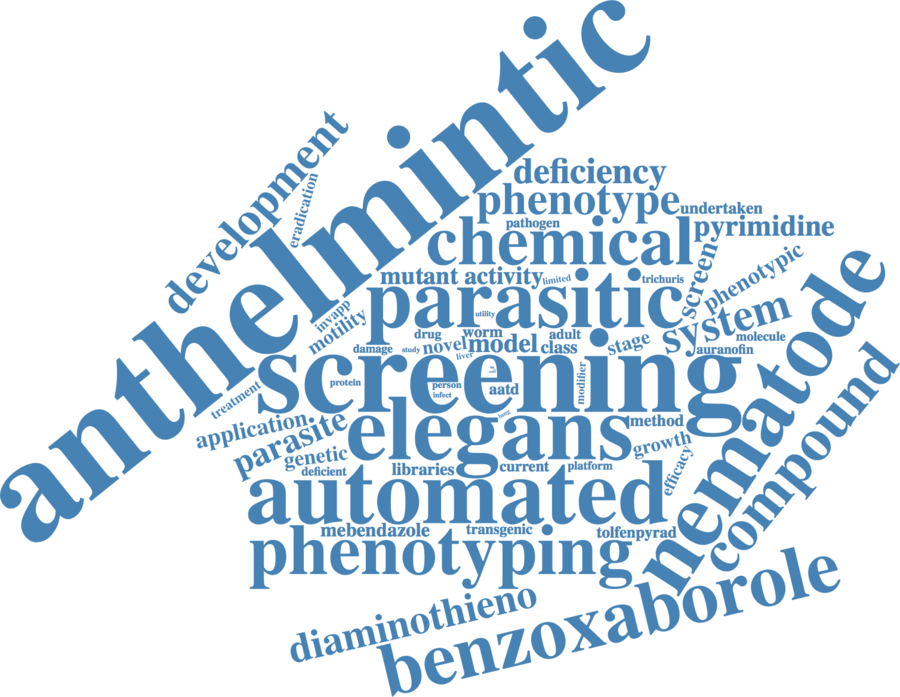 anthelmintic
development
eradication
deficiency
phenotype
undertaken
pathogen
pyrimidine
chemical
screen
phenotypic
mutant activity
limited
trichuris
parasitic
system
nematode
invapp
motility
utility
drug
worm
adult
stage
molecule
damage
study
novel
model
class
auranofin
liver
screening
protein
person
infect
aatd
modifier
treatment
compound
application
parasite
elegans
long
method
growth
genetic
deficient
libraries
current
platform
efficacy
automated
mebendazole
transgenic
tolfenpyrad
phenotyping
diaminothieno
benzoxaborole